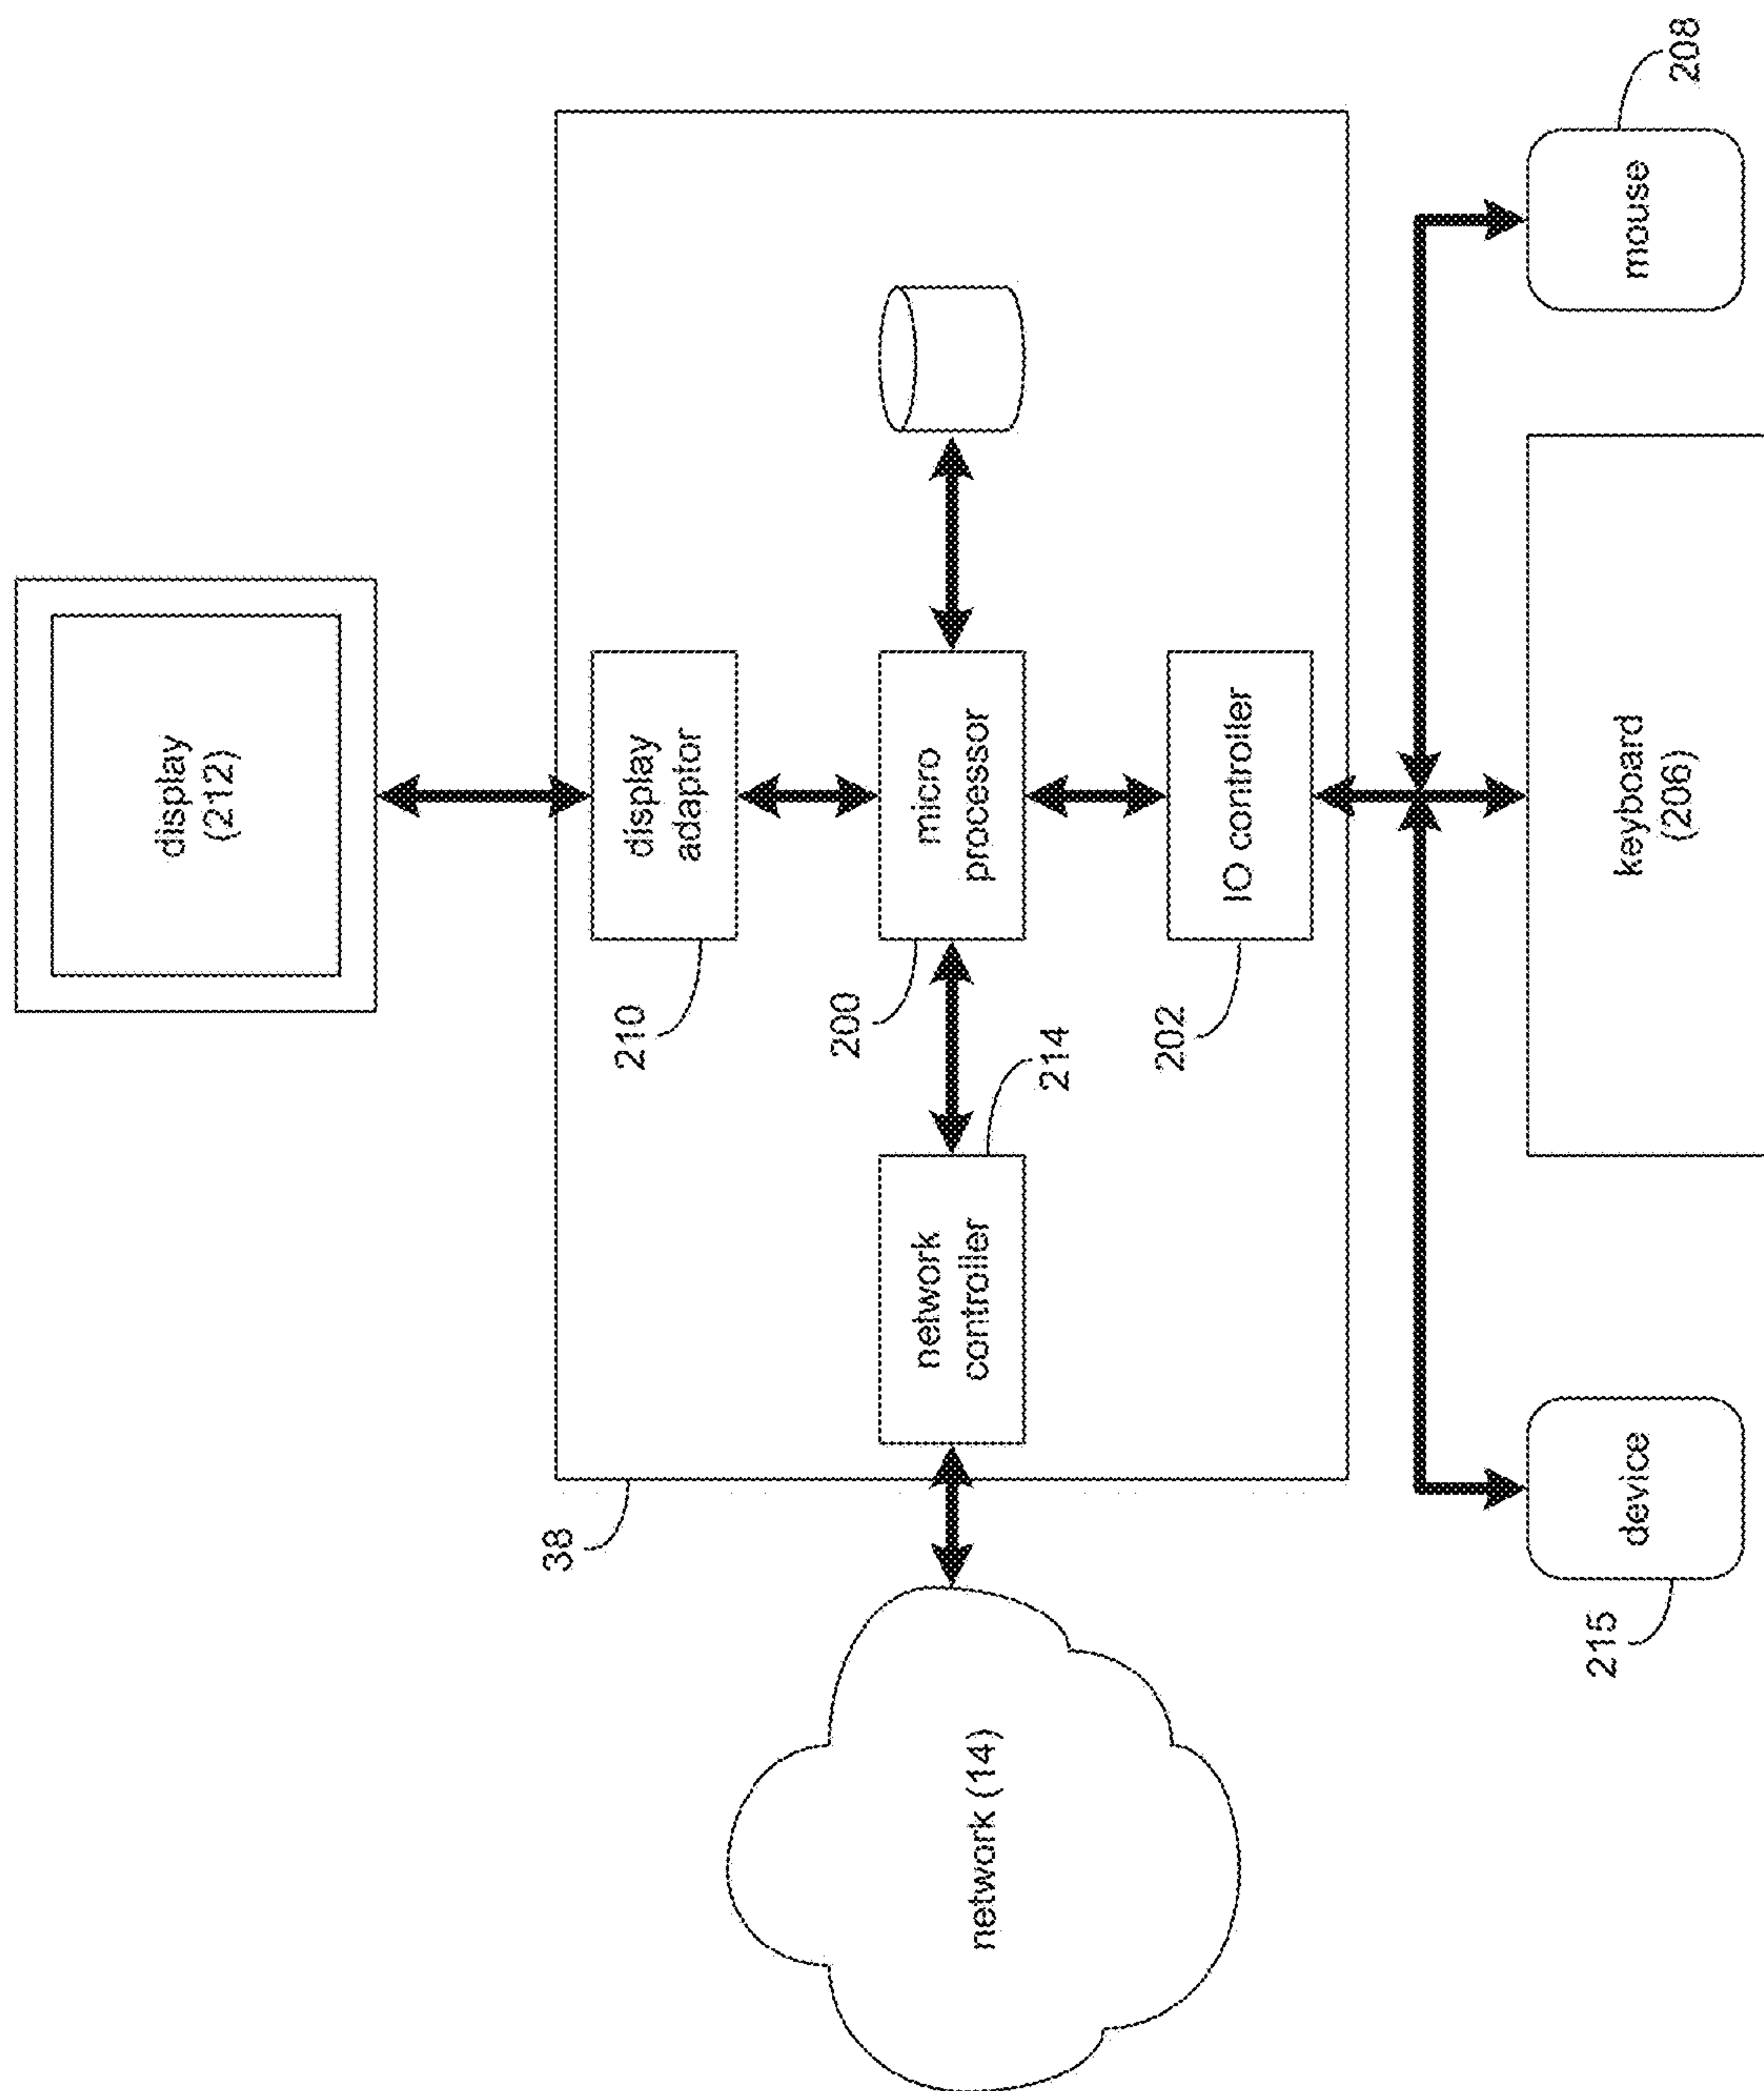 display
(212)
display
adaptor
210
micro
processor
200
network
controller
214
IO controller
202
38
network (14)
keyboard
(206)
mouse
208
device
215